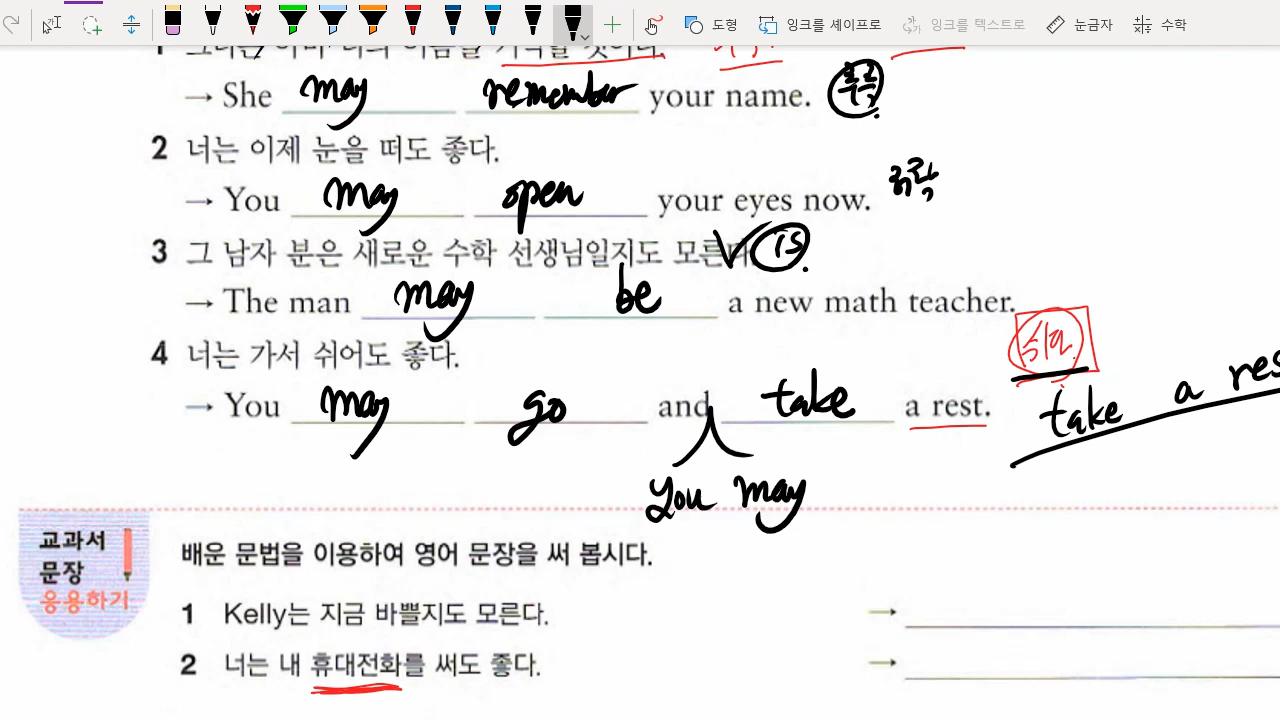 도형 잉크를 셰이프로 잉크를 텍스트로 눈금자 수학
→ She may remember your name.
2 너는 이제 눈을 떠도 좋다.
→ You may open your eyes now. 허락
3 그 남자 분은 새로운 수학 선생님일지도 모른다 is
→ The man may be a new math teacher.
4 너는 가서 쉬어도 좋다.
→ You may go and take a rest. take a res
you may
교과서
문장
응용하기
배운 문법을 이용하여 영어 문장을 써 봅시다.
1 Kelly는 지금 바쁠지도 모른다. →
2 너는 내 휴대전화를 써도 좋다. →